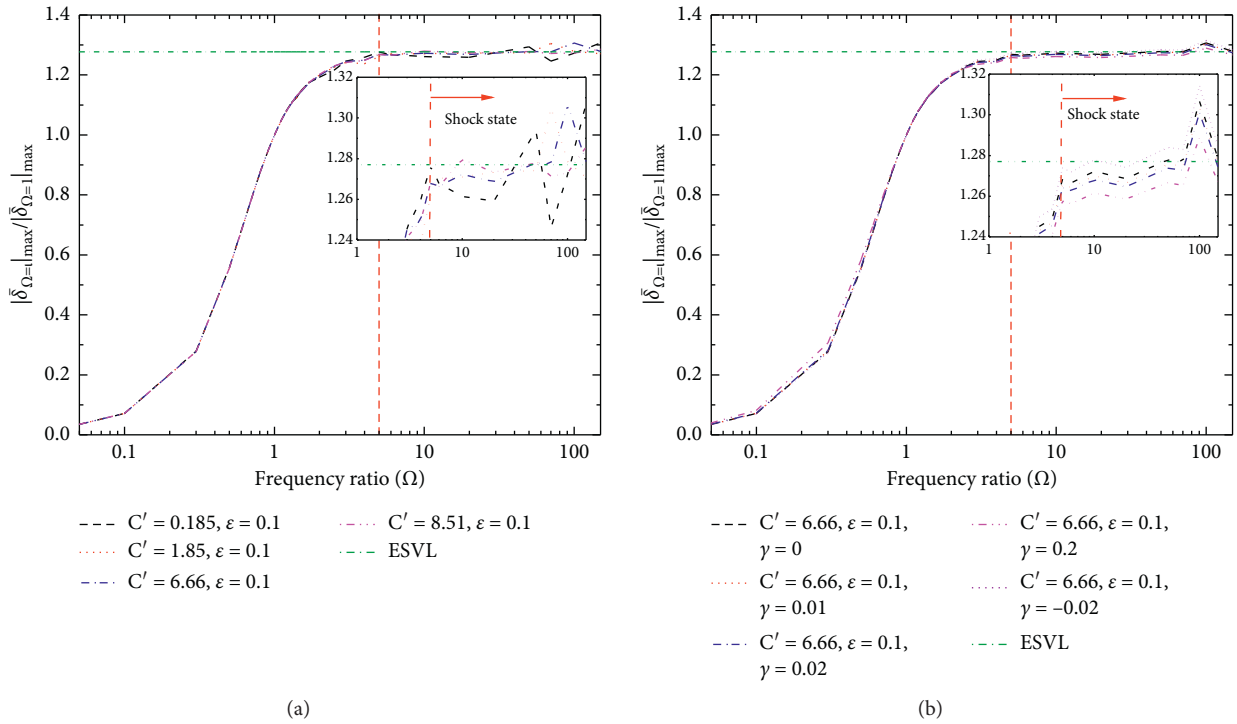 1.4
1.2
1.0
0.8
0.6
0.4
0.2
0.0
|δ̄Ω=ι|max/|δ̄Ω=1|max
0.1
1
10
100
Frequency ratio (Ω)
1.32
1.30
1.28
1.26
1.24
1
10
100
Shock state
C′ = 0.185, ε = 0.1
C′ = 1.85, ε = 0.1
C′ = 6.66, ε = 0.1
C′ = 8.51, ε = 0.1
ESVL
(a)
1.4
1.2
1.0
0.8
0.6
0.4
0.2
0.0
|δ̄Ω=ι|max/|δ̄Ω=1|max
0.1
1
10
100
Frequency ratio (Ω)
1.32
1.30
1.28
1.26
1.24
1
10
100
Shock state
C′ = 6.66, ε = 0.1,
γ = 0
C′ = 6.66, ε = 0.1,
γ = 0.01
C′ = 6.66, ε = 0.1,
γ = 0.02
C′ = 6.66, ε = 0.1,
γ = 0.2
C′ = 6.66, ε = 0.1,
γ = –0.02
ESVL
(b)